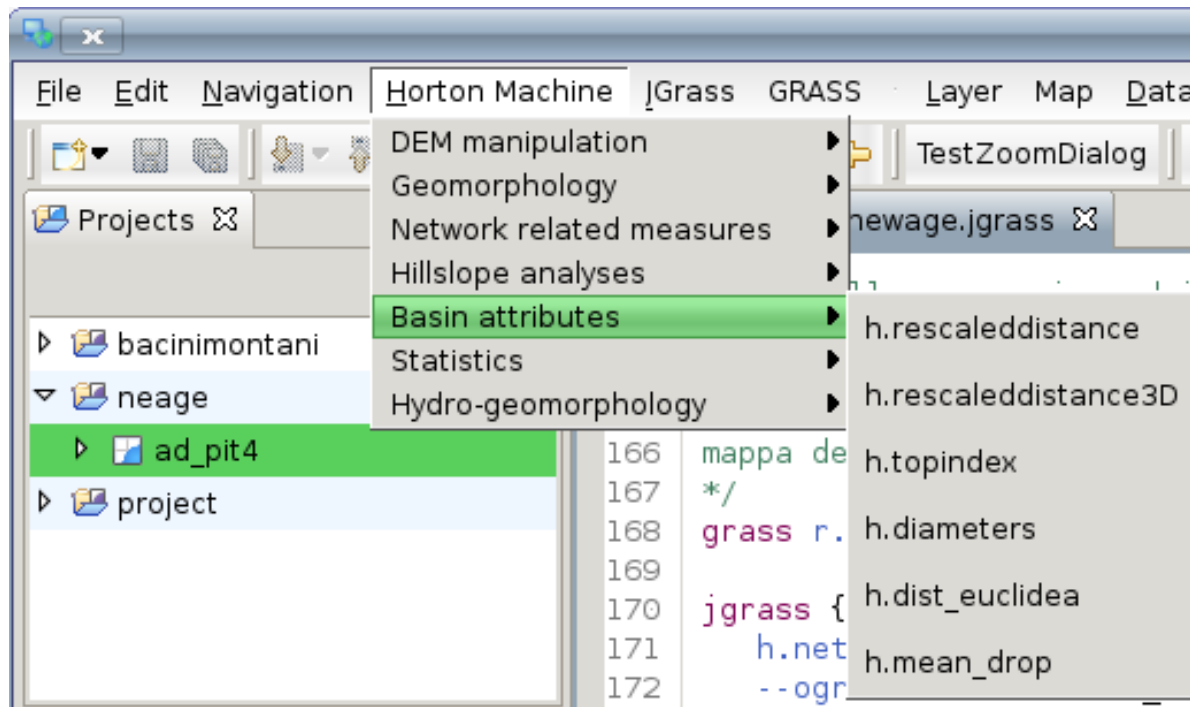 File Edit Navigation Horton Machine JGrass GRASS Layer Map Data
TestZoomDialog
DEM manipulation
Geomorphology
Network related measures
Hillslope analyses
Basin attributes
Statistics
Hydro-geomorphology
h.rescaleddistance
h.rescaleddistance3D
h.topindex
h.diameters
h.dist_euclidea
h.mean_drop
Projects
bacinimontani
neage
ad_pit4
project
newage.jgrass
166 mappa de
167 */
168 grass r.
169
170 jgrass {
171 h.net
172 --ogr